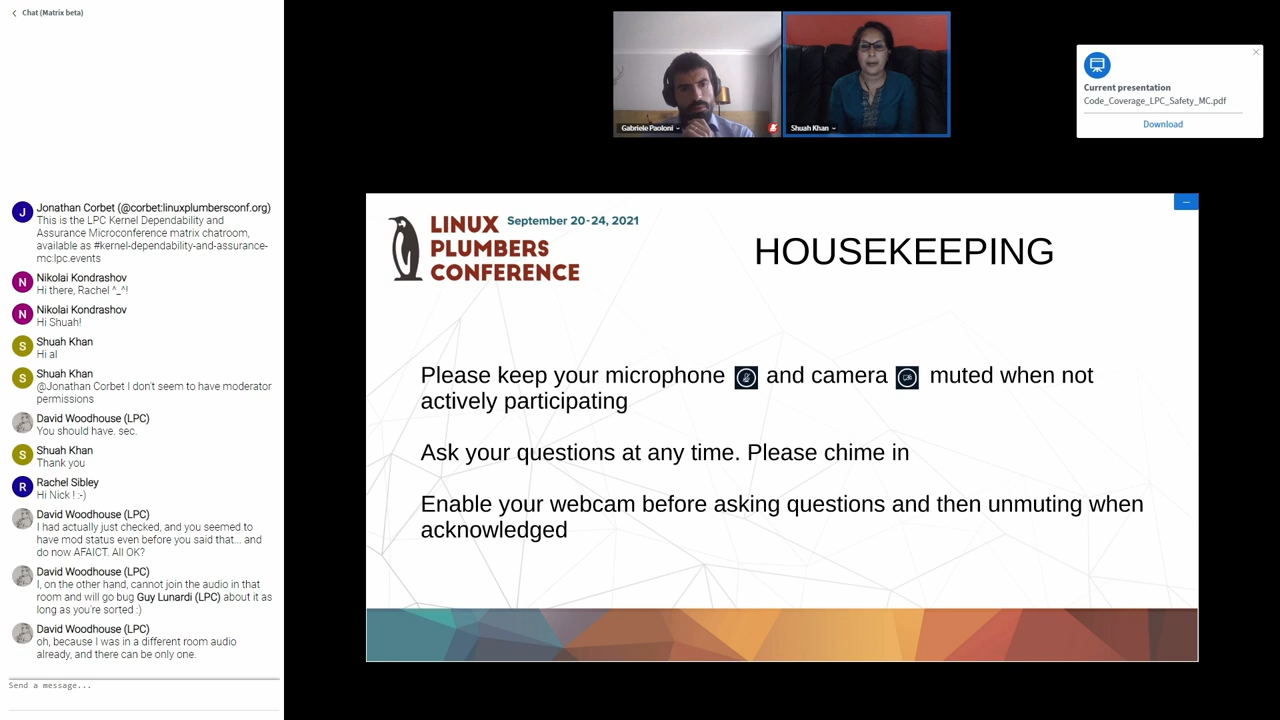 Chat (Matrix beta)
Jonathan Corbet (@corbet:linuxplumbersconf.org)
This is the LPC Kernel Dependability and
Assurance Microconference matrix chatroom,
available as #kernel-dependability-and-assurance-
mc:lpc.events
N
Nikolai Kondrashov
Hi there, Rachel ^_^!
N
Nikolai Kondrashov
Hi Shuah!
S
Shuah Khan
Hi al
S
Shuah Khan
@Jonathan Corbet I don't seem to have moderator
permissions
David Woodhouse (LPC)
You should have. sec.
S
Shuah Khan
Thank you
R
Rachel Sibley
Hi Nick ! :-)
David Woodhouse (LPC)
I had actually just checked, and you seemed to
have mod status even before you said that... and
do now AFAICT. All OK?
David Woodhouse (LPC)
I, on the other hand, cannot join the audio in that
room and will go bug Guy Lunardi (LPC) about it as
long as you're sorted :)
David Woodhouse (LPC)
oh, because I was in a different room audio
already, and there can be only one.
Send a message...
Gabriele Paoloni
Shuah Khan
Current presentation
Code_Coverage_LPC_Safety_MC.pdf
Download
LINUX
PLUMBERS
CONFERENCE
September 20-24, 2021
HOUSEKEEPING
Please keep your microphone and camera muted when not
actively participating
Ask your questions at any time. Please chime in
Enable your webcam before asking questions and then unmuting when
acknowledged